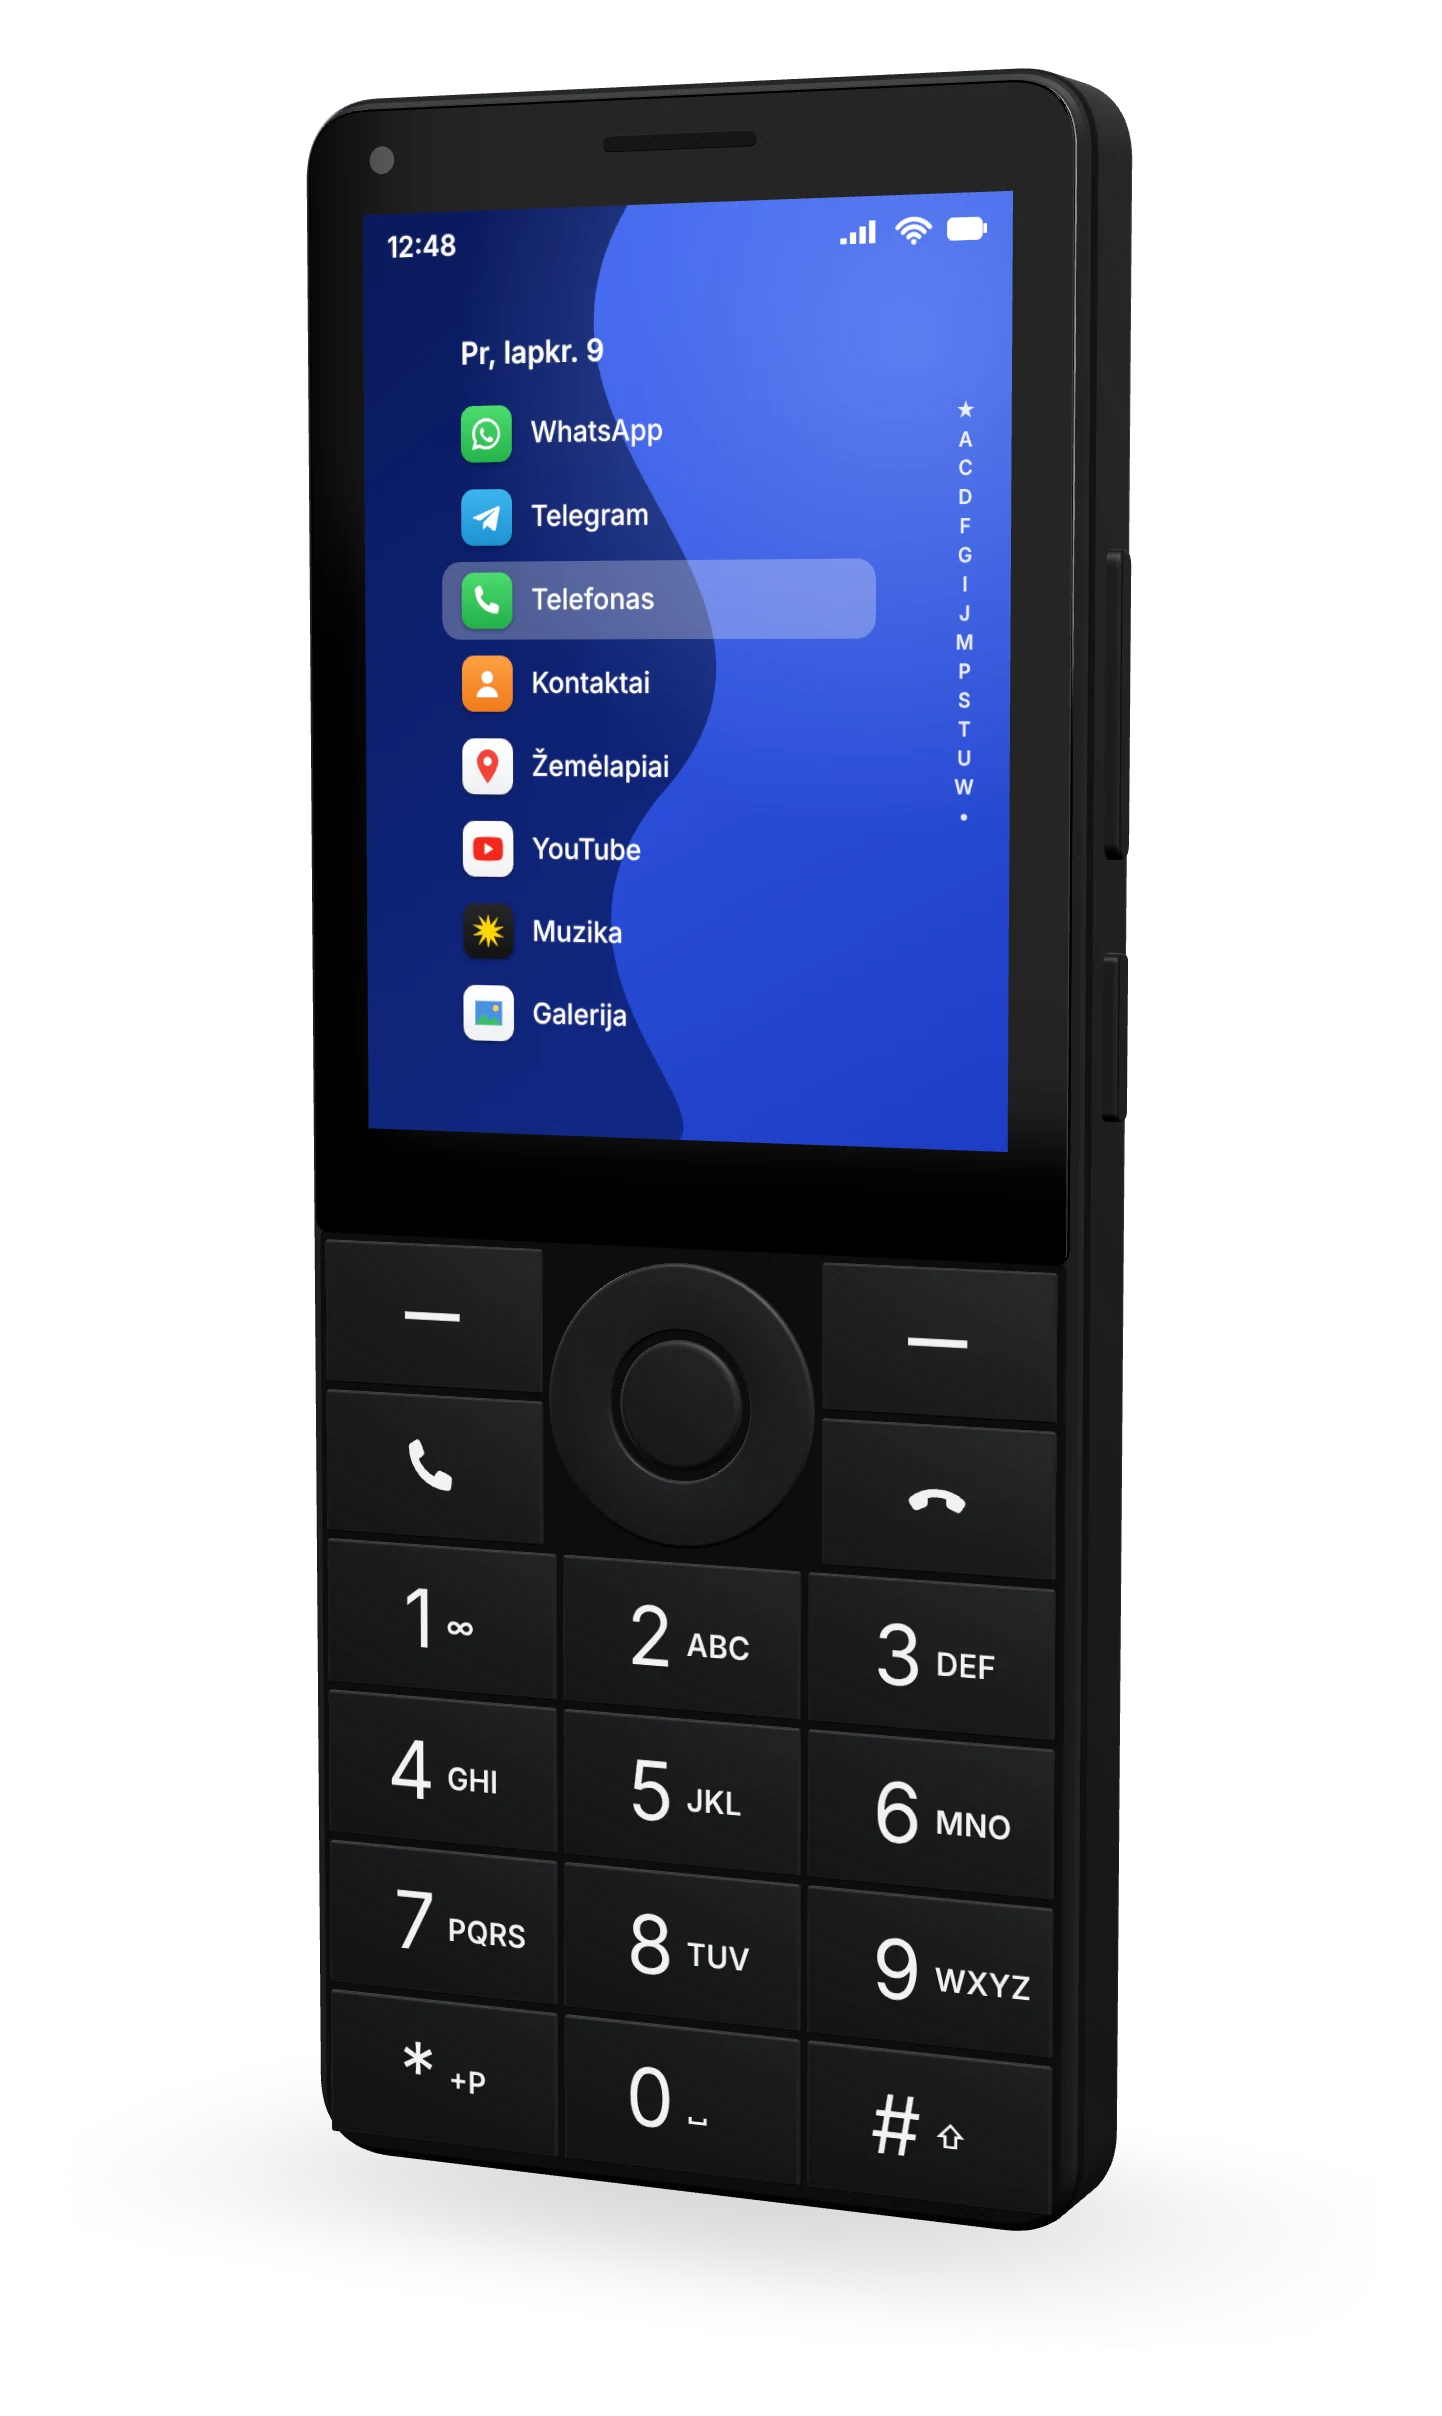 12:48
Pr, lapkr. 9
WhatsApp
Telegram
Telefonas
Kontaktai
Žemėlapiai
YouTube
Muzika
Galerija
★
A
C
D
F
G
I
J
M
P
S
T
U
W
•
1 ∞
2 ABC
3 DEF
4 GHI
5 JKL
6 MNO
7 PQRS
8 TUV
9 WXYZ
* +P
0 ⎵
# ⇧